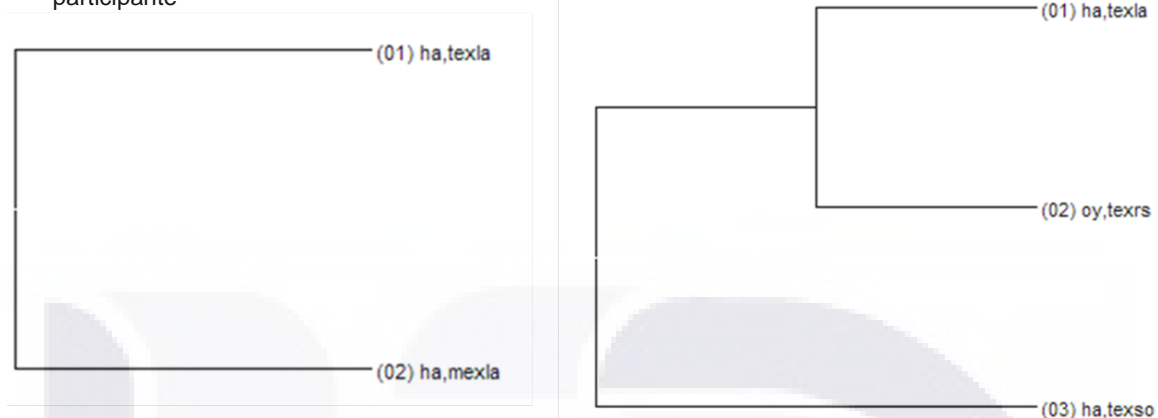 participante
(01) ha,texla
(02) ha,mexla
(01) ha,texla
(02) oy,texrs
(03) ha,texso